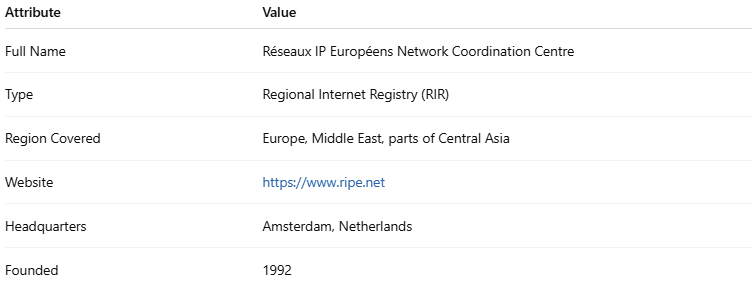 Attribute Value
Full Name Réseaux IP Européens Network Coordination Centre
Type Regional Internet Registry (RIR)
Region Covered Europe, Middle East, parts of Central Asia
Website https://www.ripe.net
Headquarters Amsterdam, Netherlands
Founded 1992